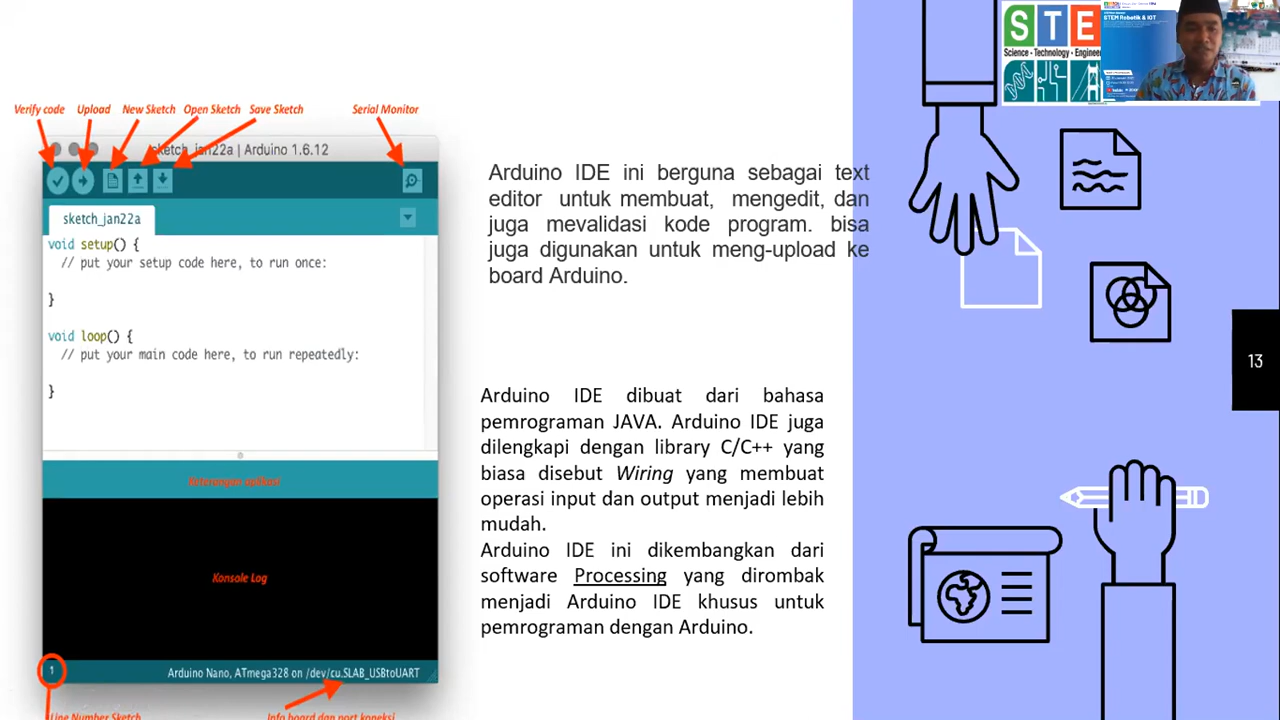 STE
Science - Technology - Engineer
STEM Robotik & IOT
Verify code
Upload
New Sketch
Open Sketch
Save Sketch
Serial Monitor
sketch_jan22a | Arduino 1.6.12
sketch_jan22a
void setup() {
// put your setup code here, to run once:
}
void loop() {
// put your main code here, to run repeatedly:
}
Keterangan aplikasi
Konsole Log
1
Arduino Nano, ATmega328 on /dev/cu.SLAB_USBtoUART
Line Number Sketch
Info board dan port koneksi
Arduino IDE ini berguna sebagai text
editor untuk membuat, mengedit, dan
juga mevalidasi kode program. bisa
juga digunakan untuk meng-upload ke
board Arduino.
Arduino IDE dibuat dari bahasa
pemrograman JAVA. Arduino IDE juga
dilengkapi dengan library C/C++ yang
biasa disebut Wiring yang membuat
operasi input dan output menjadi lebih
mudah.
Arduino IDE ini dikembangkan dari
software Processing yang dirombak
menjadi Arduino IDE khusus untuk
pemrograman dengan Arduino.
13